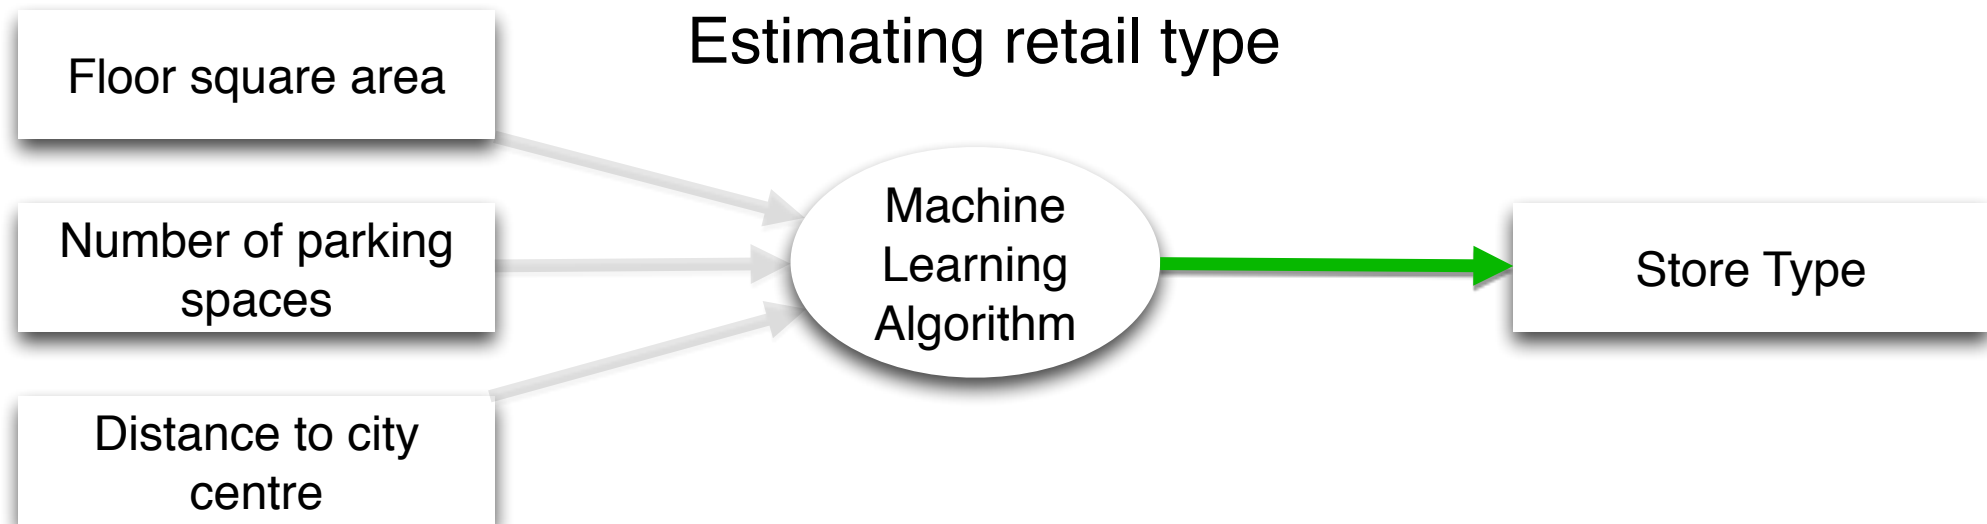 Estimating retail type
Floor square area
Number of parking
spaces
Distance to city
centre
Machine
Learning
Algorithm
Store Type